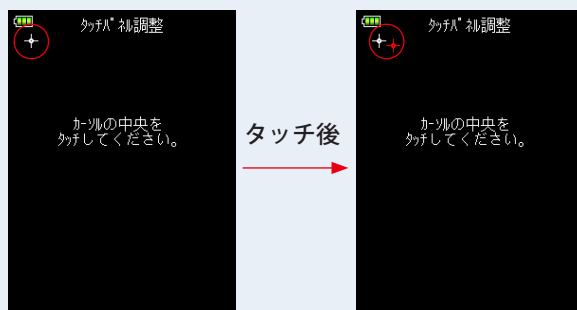 ﾀｯﾁﾊﾟﾈﾙ調整
ｶｰｿﾙの中央を
ﾀｯﾁしてください。
タッチ後
ﾀｯﾁﾊﾟﾈﾙ調整
ｶｰｿﾙの中央を
ﾀｯﾁしてください。